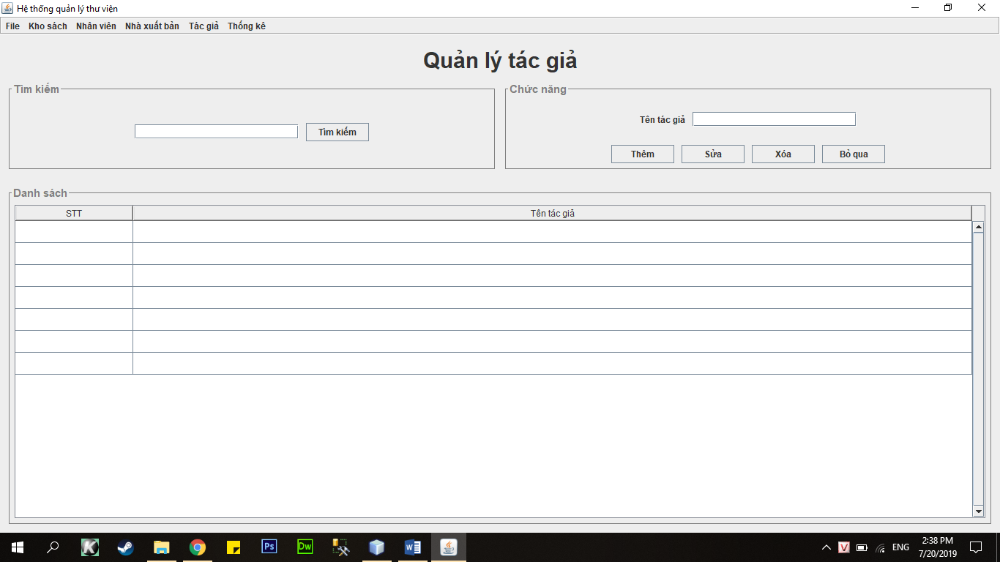 Hệ thống quản lý thư viện
File Kho sách Nhân viên Nhà xuất bản Tác giả Thống kê
Quản lý tác giả
Tìm kiếm
Tìm kiếm
Chức năng
Tên tác giả
Thêm Sửa Xóa Bỏ qua
Danh sách
STT Tên tác giả
Ps Dw W V ENG 2:38 PM
7/20/2019